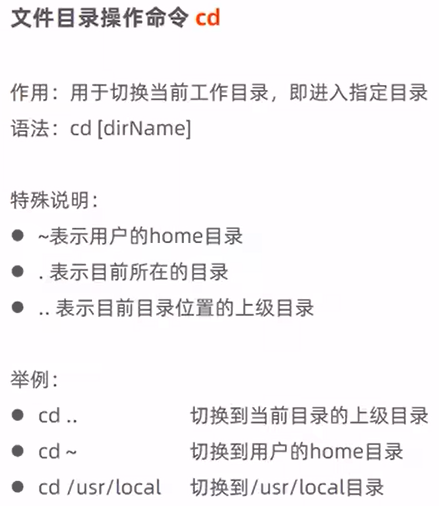 文件目录操作命令 cd
作用：用于切换当前工作目录，即进入指定目录
语法：cd [dirName]
特殊说明：
● ~表示用户的home目录
● . 表示目前所在的目录
● .. 表示目前目录位置的上级目录
举例：
● cd .. 切换到当前目录的上级目录
● cd ~ 切换到用户的home目录
● cd /usr/local 切换到/usr/local目录